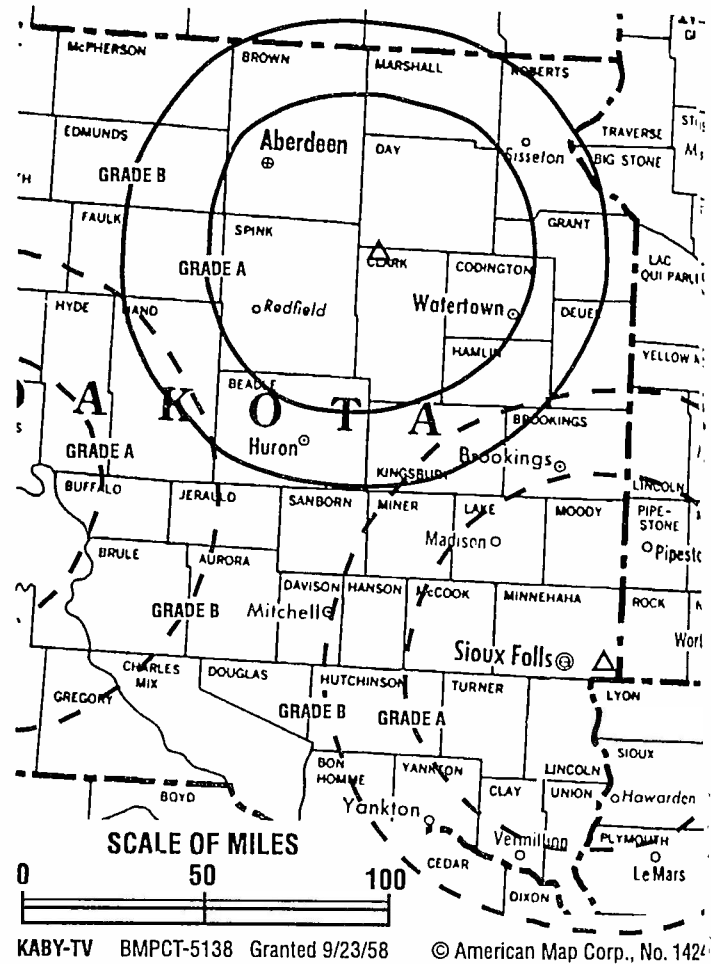 McPHERSON
BROWN
MARSHALL
ROBERTS
EDMUNDS
Aberdeen
DAY
Sisseton
TRAVERSE
BIG STONE
GRADE B
FAULK
SPINK
GRANT
GRADE A
CLARK
CODINGTON
LAC
QUI PARLE
HYDE
HAND
Redfield
Watertown
DEUEL
HAMLIN
BEADLE
AKOTA
Huron
BROOKINGS
Brookings
GRADE A
KINGSBURY
LINCOLN
BUFFALO
JERAULD
SANBORN
MINER
LAKE
MOODY
PIPE-
STONE
Madison
BRULE
AURORA
DAVISON
HANSON
McCOOK
MINNEHAHA
ROCK
GRADE B
Mitchell
Sioux Falls
CHARLES
MIX
DOUGLAS
HUTCHINSON
TURNER
LYON
GREGORY
GRADE B
GRADE A
SIOUX
BON
HOMME
YANKTON
CLAY
LINCOLN
UNION
Hawarden
BOYD
Yankton
SCALE OF MILES
Vermillion
PLYMOUTH
CEDAR
Le Mars
DIXON
0 50 100
KABY-TV BMPCT-5138 Granted 9/23/58 © American Map Corp., No. 1424